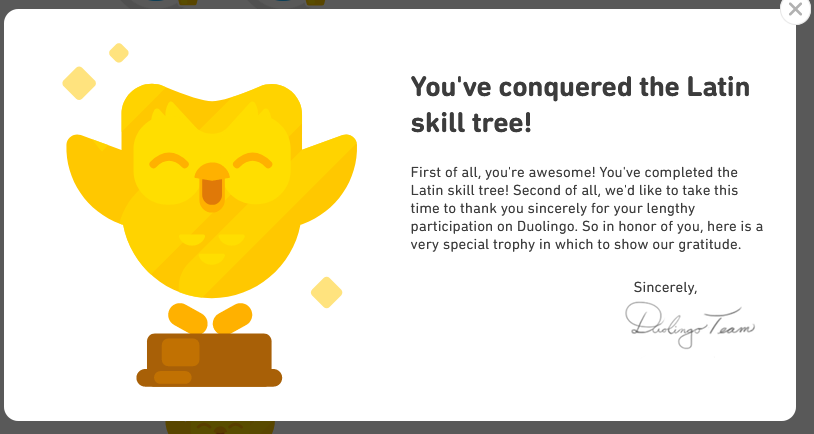 You've conquered the Latin
skill tree!
First of all, you're awesome! You've completed the
Latin skill tree! Second of all, we'd like to take this
time to thank you sincerely for your lengthy
participation on Duolingo. So in honor of you, here is a
very special trophy in which to show our gratitude.
Sincerely,
Duolingo Team